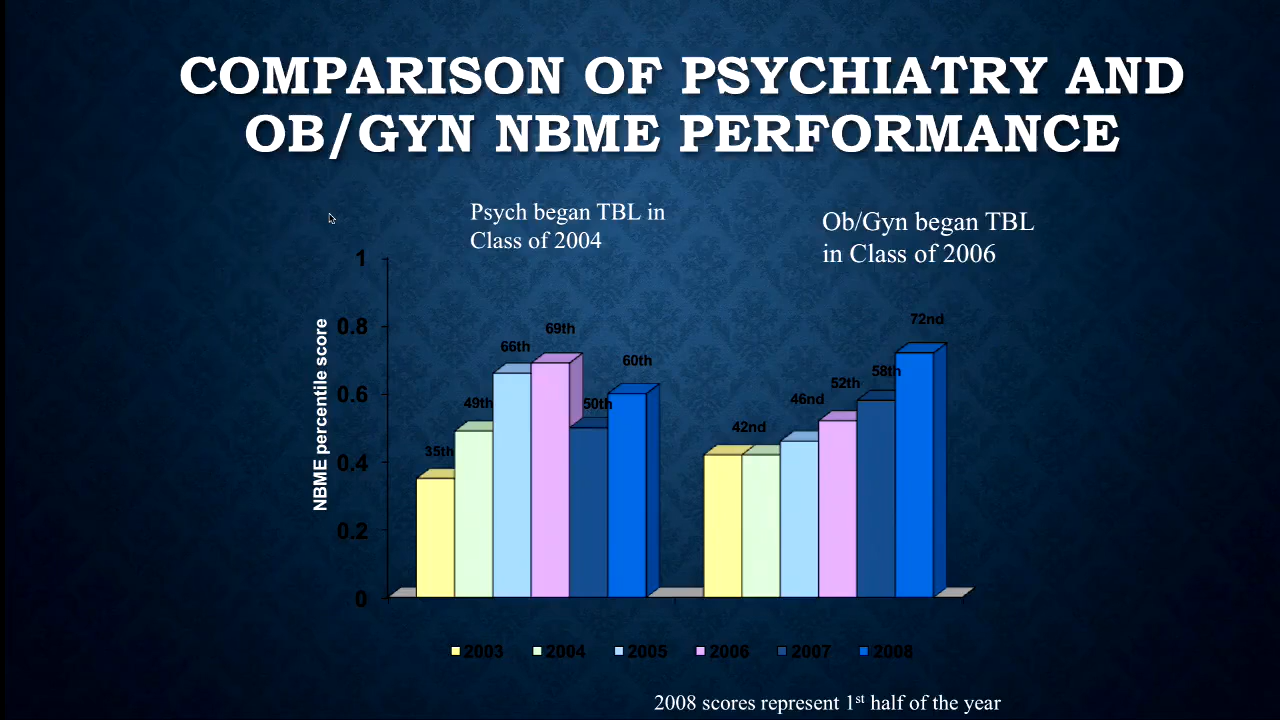 COMPARISON OF PSYCHIATRY AND
OB/GYN NBME PERFORMANCE
Psych began TBL in
Class of 2004
Ob/Gyn began TBL
in Class of 2006
NBME percentile score
1
0.8
0.6
0.4
0.2
0
35th
49th
66th
69th
50th
60th
42nd
46nd
52th
58th
72nd
2003 2004 2005 2006 2007 2008
2008 scores represent 1st half of the year